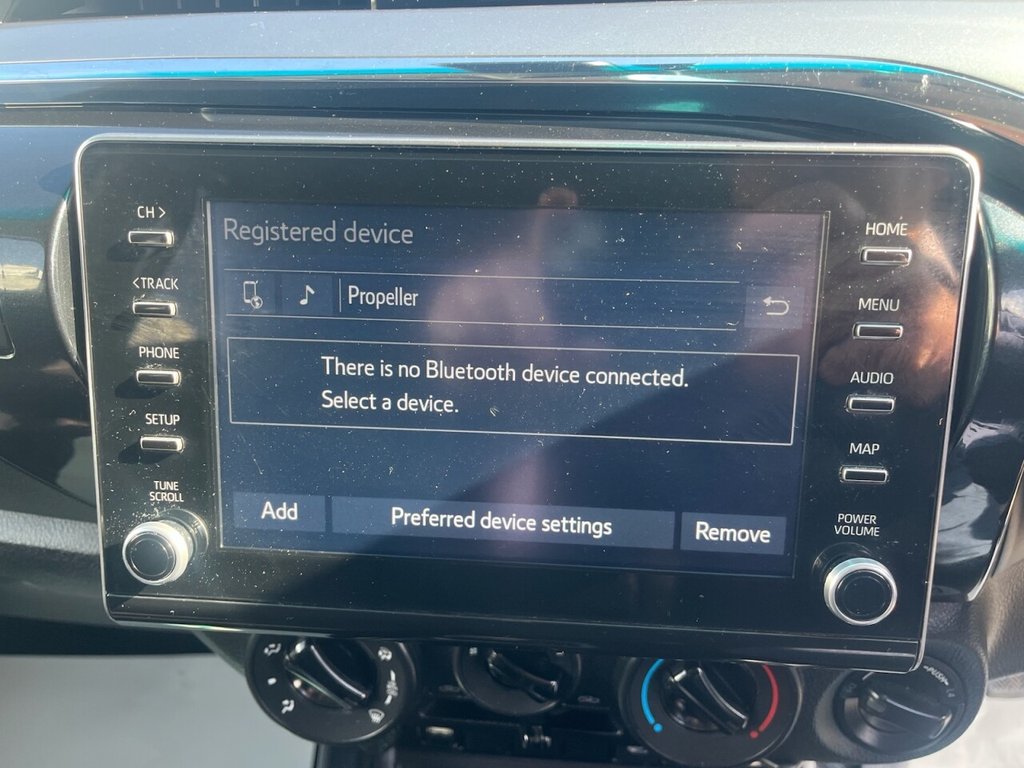 CH >
< TRACK
PHONE
SETUP
TUNE
SCROLL
Registered device
Propeller
There is no Bluetooth device connected.
Select a device.
Add
Preferred device settings
Remove
HOME
MENU
AUDIO
MAP
POWER
VOLUME